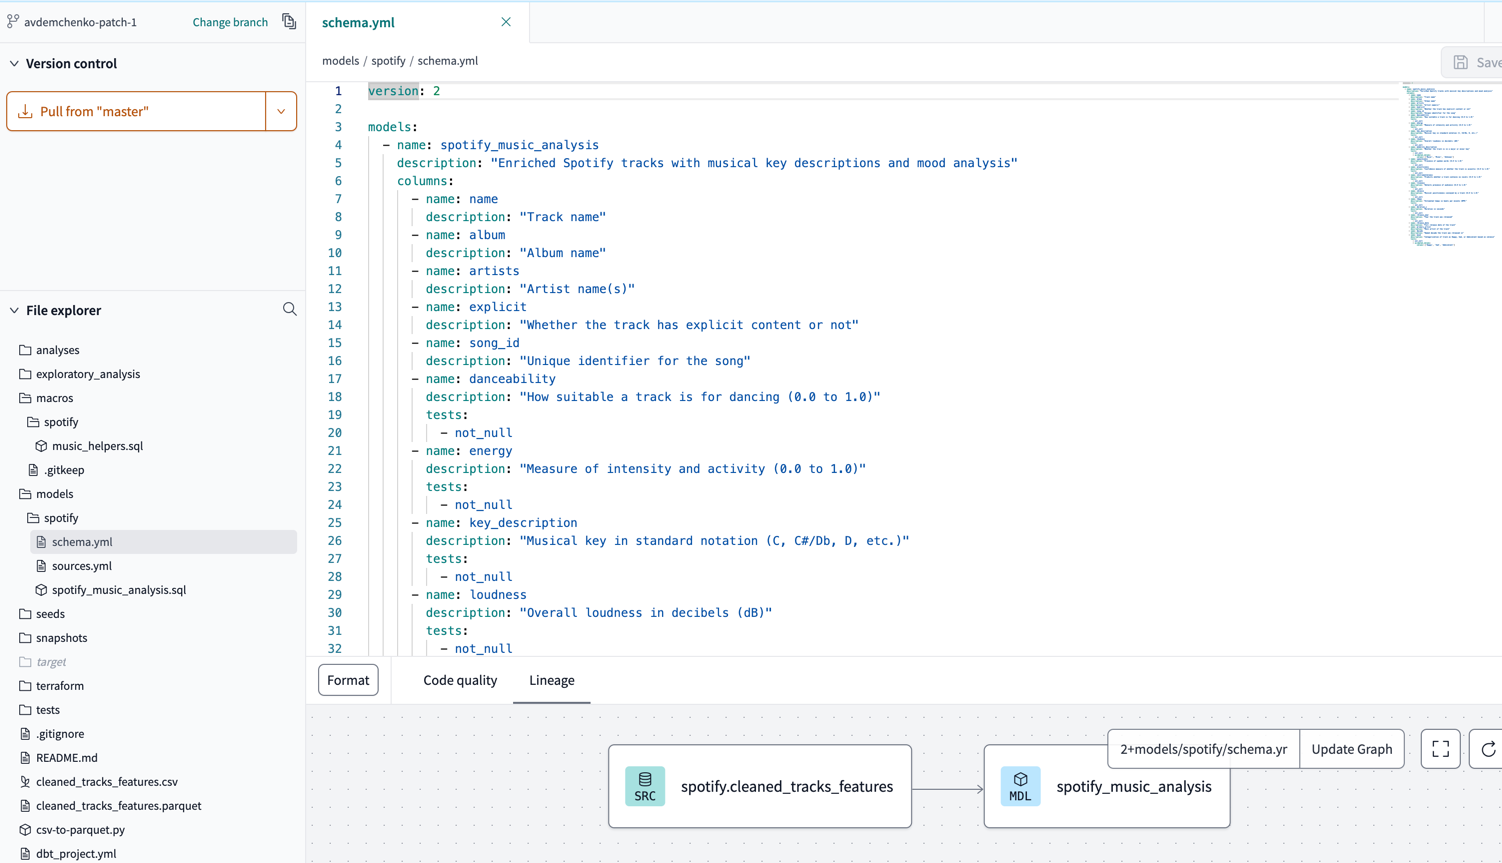 avdemchenko-patch-1
Change branch
Version control
Pull from "master"
File explorer
analyses
exploratory_analysis
macros
spotify
music_helpers.sql
.gitkeep
models
spotify
schema.yml
sources.yml
spotify_music_analysis.sql
seeds
snapshots
target
terraform
tests
.gitignore
README.md
cleaned_tracks_features.csv
cleaned_tracks_features.parquet
csv-to-parquet.py
dbt_project.yml
schema.yml
models / spotify / schema.yml
Save
1 version: 2
2
3 models:
4 - name: spotify_music_analysis
5 description: "Enriched Spotify tracks with musical key descriptions and mood analysis"
6 columns:
7 - name: name
8 description: "Track name"
9 - name: album
10 description: "Album name"
11 - name: artists
12 description: "Artist name(s)"
13 - name: explicit
14 description: "Whether the track has explicit content or not"
15 - name: song_id
16 description: "Unique identifier for the song"
17 - name: danceability
18 description: "How suitable a track is for dancing (0.0 to 1.0)"
19 tests:
20 - not_null
21 - name: energy
22 description: "Measure of intensity and activity (0.0 to 1.0)"
23 tests:
24 - not_null
25 - name: key_description
26 description: "Musical key in standard notation (C, C#/Db, D, etc.)"
27 tests:
28 - not_null
29 - name: loudness
30 description: "Overall loudness in decibels (dB)"
31 tests:
32 - not_null
Format
Code quality
Lineage
2+models/spotify/schema.yr
Update Graph
SRC
spotify.cleaned_tracks_features
MDL
spotify_music_analysis